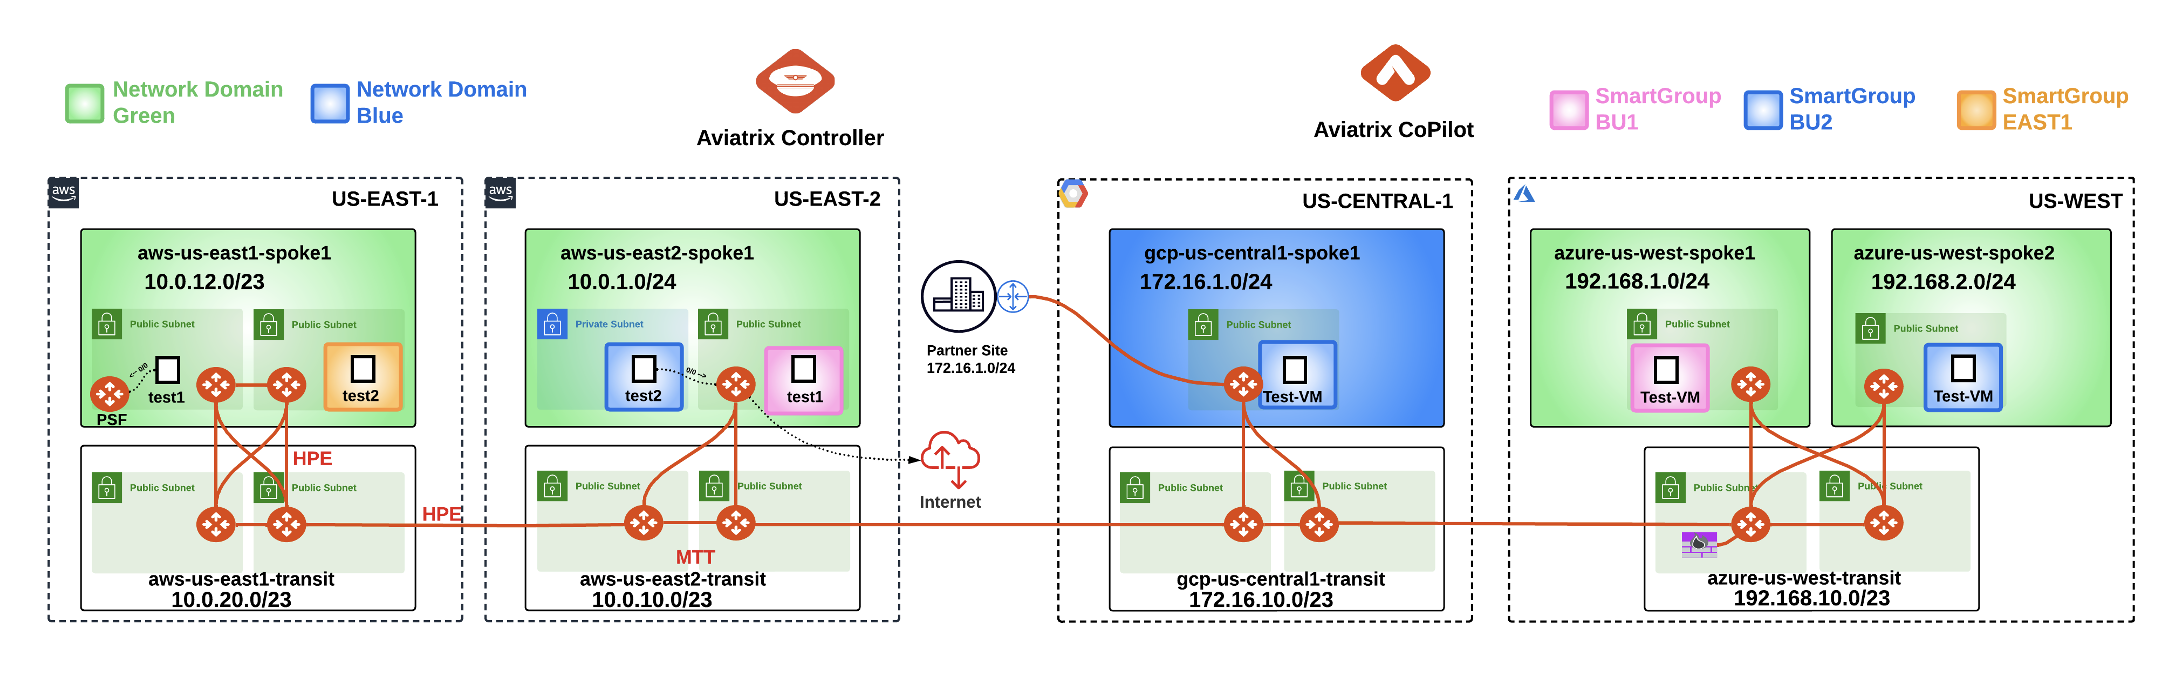 Network Domain
Green
Network Domain
Blue
Aviatrix Controller
Aviatrix CoPilot
SmartGroup
BU1
SmartGroup
BU2
SmartGroup
EAST1
aws
US-EAST-1
aws-us-east1-spoke1
10.0.12.0/23
Public Subnet
Public Subnet
<-- 0/0
test1
test2
PSF
HPE
Public Subnet
Public Subnet
aws-us-east1-transit
10.0.20.0/23
HPE
aws
US-EAST-2
aws-us-east2-spoke1
10.0.1.0/24
Private Subnet
Public Subnet
0/0 -->
test2
test1
Public Subnet
Public Subnet
MTT
aws-us-east2-transit
10.0.10.0/23
Partner Site
172.16.1.0/24
Internet
US-CENTRAL-1
gcp-us-central1-spoke1
172.16.1.0/24
Public Subnet
Test-VM
Public Subnet
Public Subnet
gcp-us-central1-transit
172.16.10.0/23
US-WEST
azure-us-west-spoke1
192.168.1.0/24
Public Subnet
Test-VM
azure-us-west-spoke2
192.168.2.0/24
Public Subnet
Test-VM
Public Subnet
Public Subnet
azure-us-west-transit
192.168.10.0/23